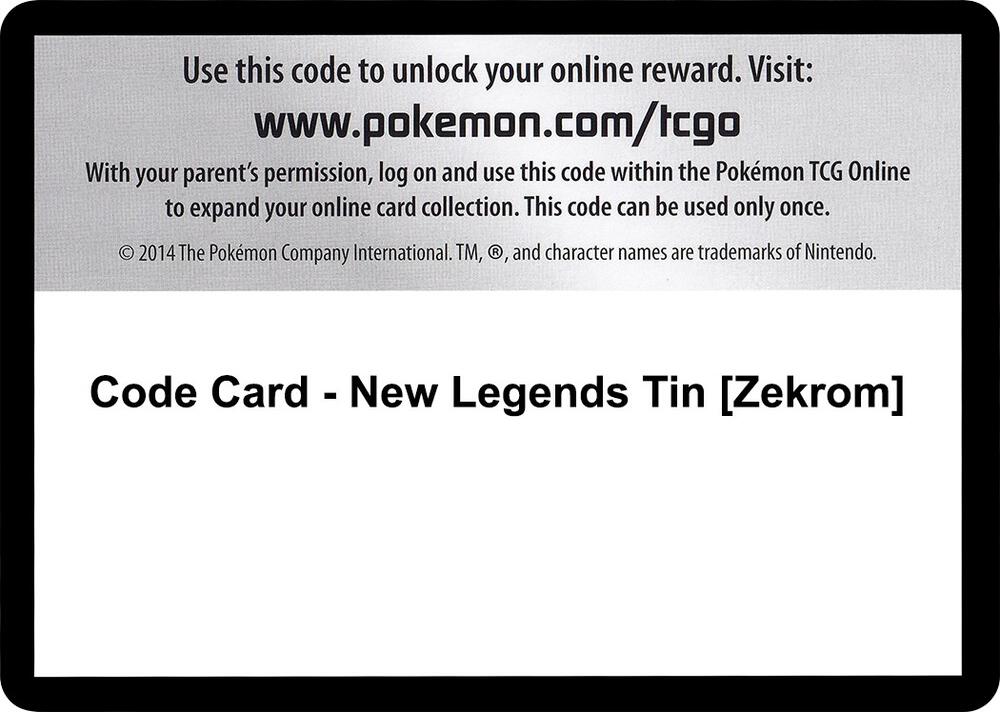 Use this code to unlock your online reward. Visit:
www.pokemon.com/tcgo
With your parent's permission, log on and use this code within the Pokémon TCG Online
to expand your online card collection. This code can be used only once.
© 2014 The Pokémon Company International. TM, ®, and character names are trademarks of Nintendo.
Code Card - New Legends Tin [Zekrom]